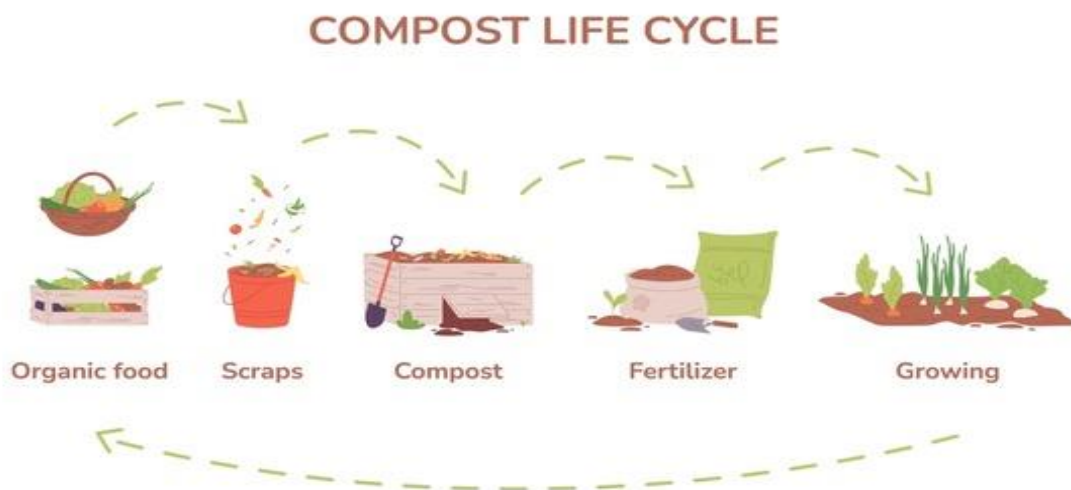 COMPOST LIFE CYCLE
Organic food
Scraps
Compost
Fertilizer
Growing